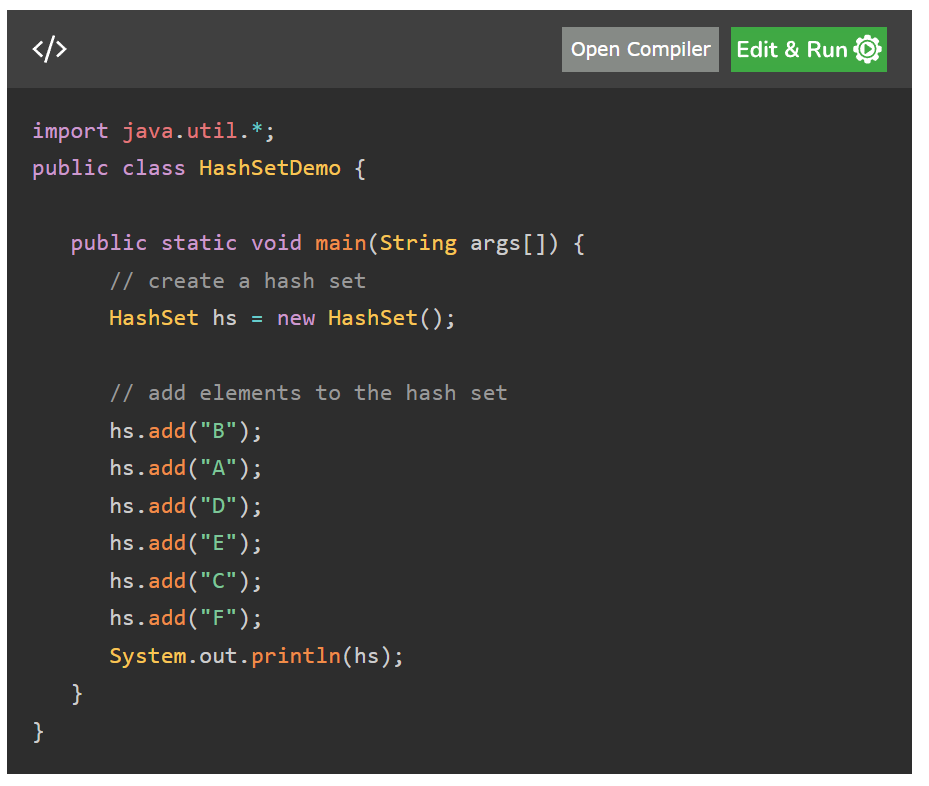 </>
Open Compiler
Edit & Run
import java.util.*;
public class HashSetDemo {

   public static void main(String args[]) {
      // create a hash set
      HashSet hs = new HashSet();

      // add elements to the hash set
      hs.add("B");
      hs.add("A");
      hs.add("D");
      hs.add("E");
      hs.add("C");
      hs.add("F");
      System.out.println(hs);
   }
}